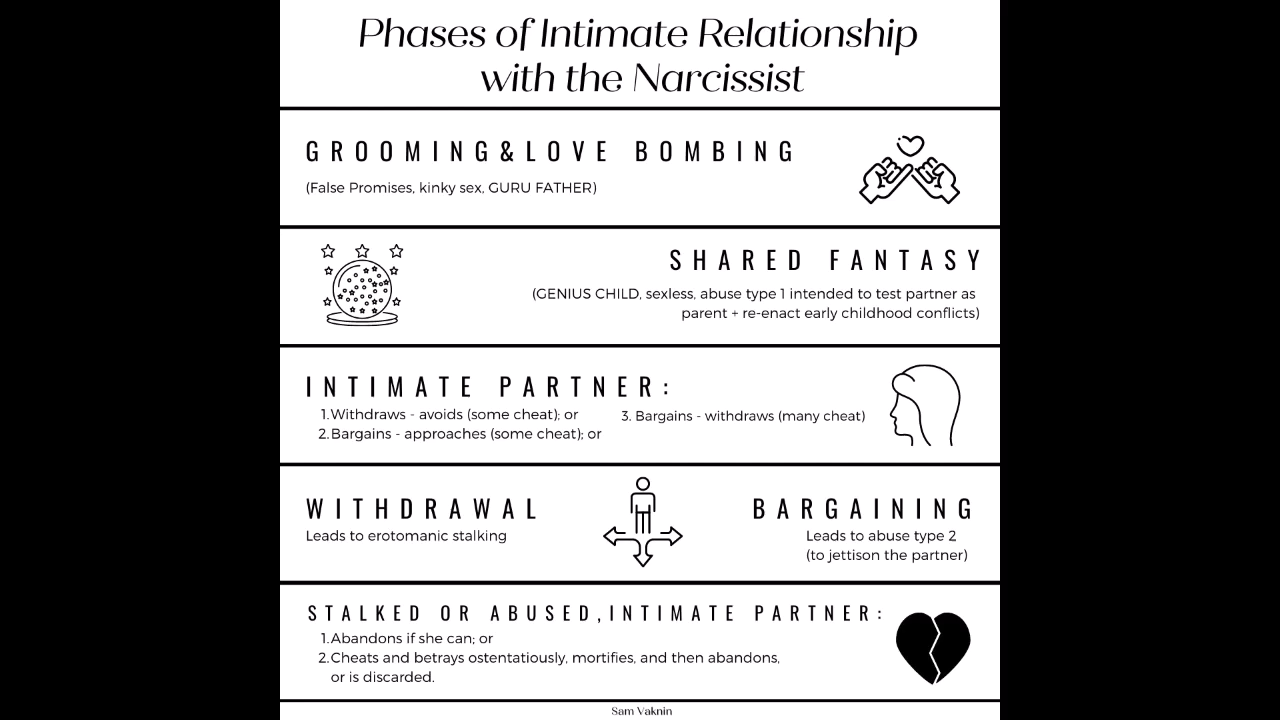 Phases of Intimate Relationship
with the Narcissist
GROOMING&LOVE BOMBING
(False Promises, kinky sex, GURU FATHER)
SHARED FANTASY
(GENIUS CHILD, sexless, abuse type 1 intended to test partner as
parent + re-enact early childhood conflicts)
INTIMATE PARTNER:
1. Withdraws - avoids (some cheat); or
2. Bargains - approaches (some cheat); or
3. Bargains - withdraws (many cheat)
WITHDRAWAL
Leads to erotomanic stalking
BARGAINING
Leads to abuse type 2
(to jettison the partner)
STALKED OR ABUSED, INTIMATE PARTNER:
1. Abandons if she can; or
2. Cheats and betrays ostentatiously, mortifies, and then abandons,
or is discarded.
Sam Vaknin